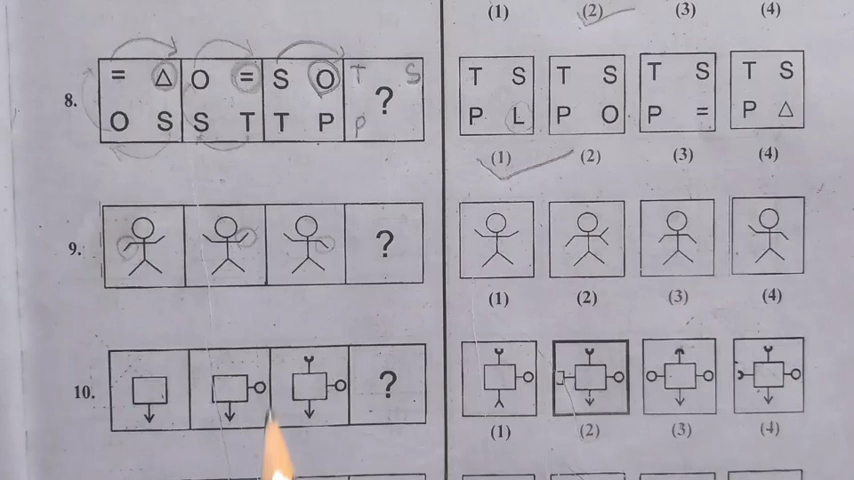 (1) (2) (3) (4)
8.
= Δ O = S O T S
O S S T T P P ?
T S T S T S T S
P L P O P = P Δ
(1) (2) (3) (4)
9.
?
(1) (2) (3) (4)
10.
?
(1) (2) (3) (4)